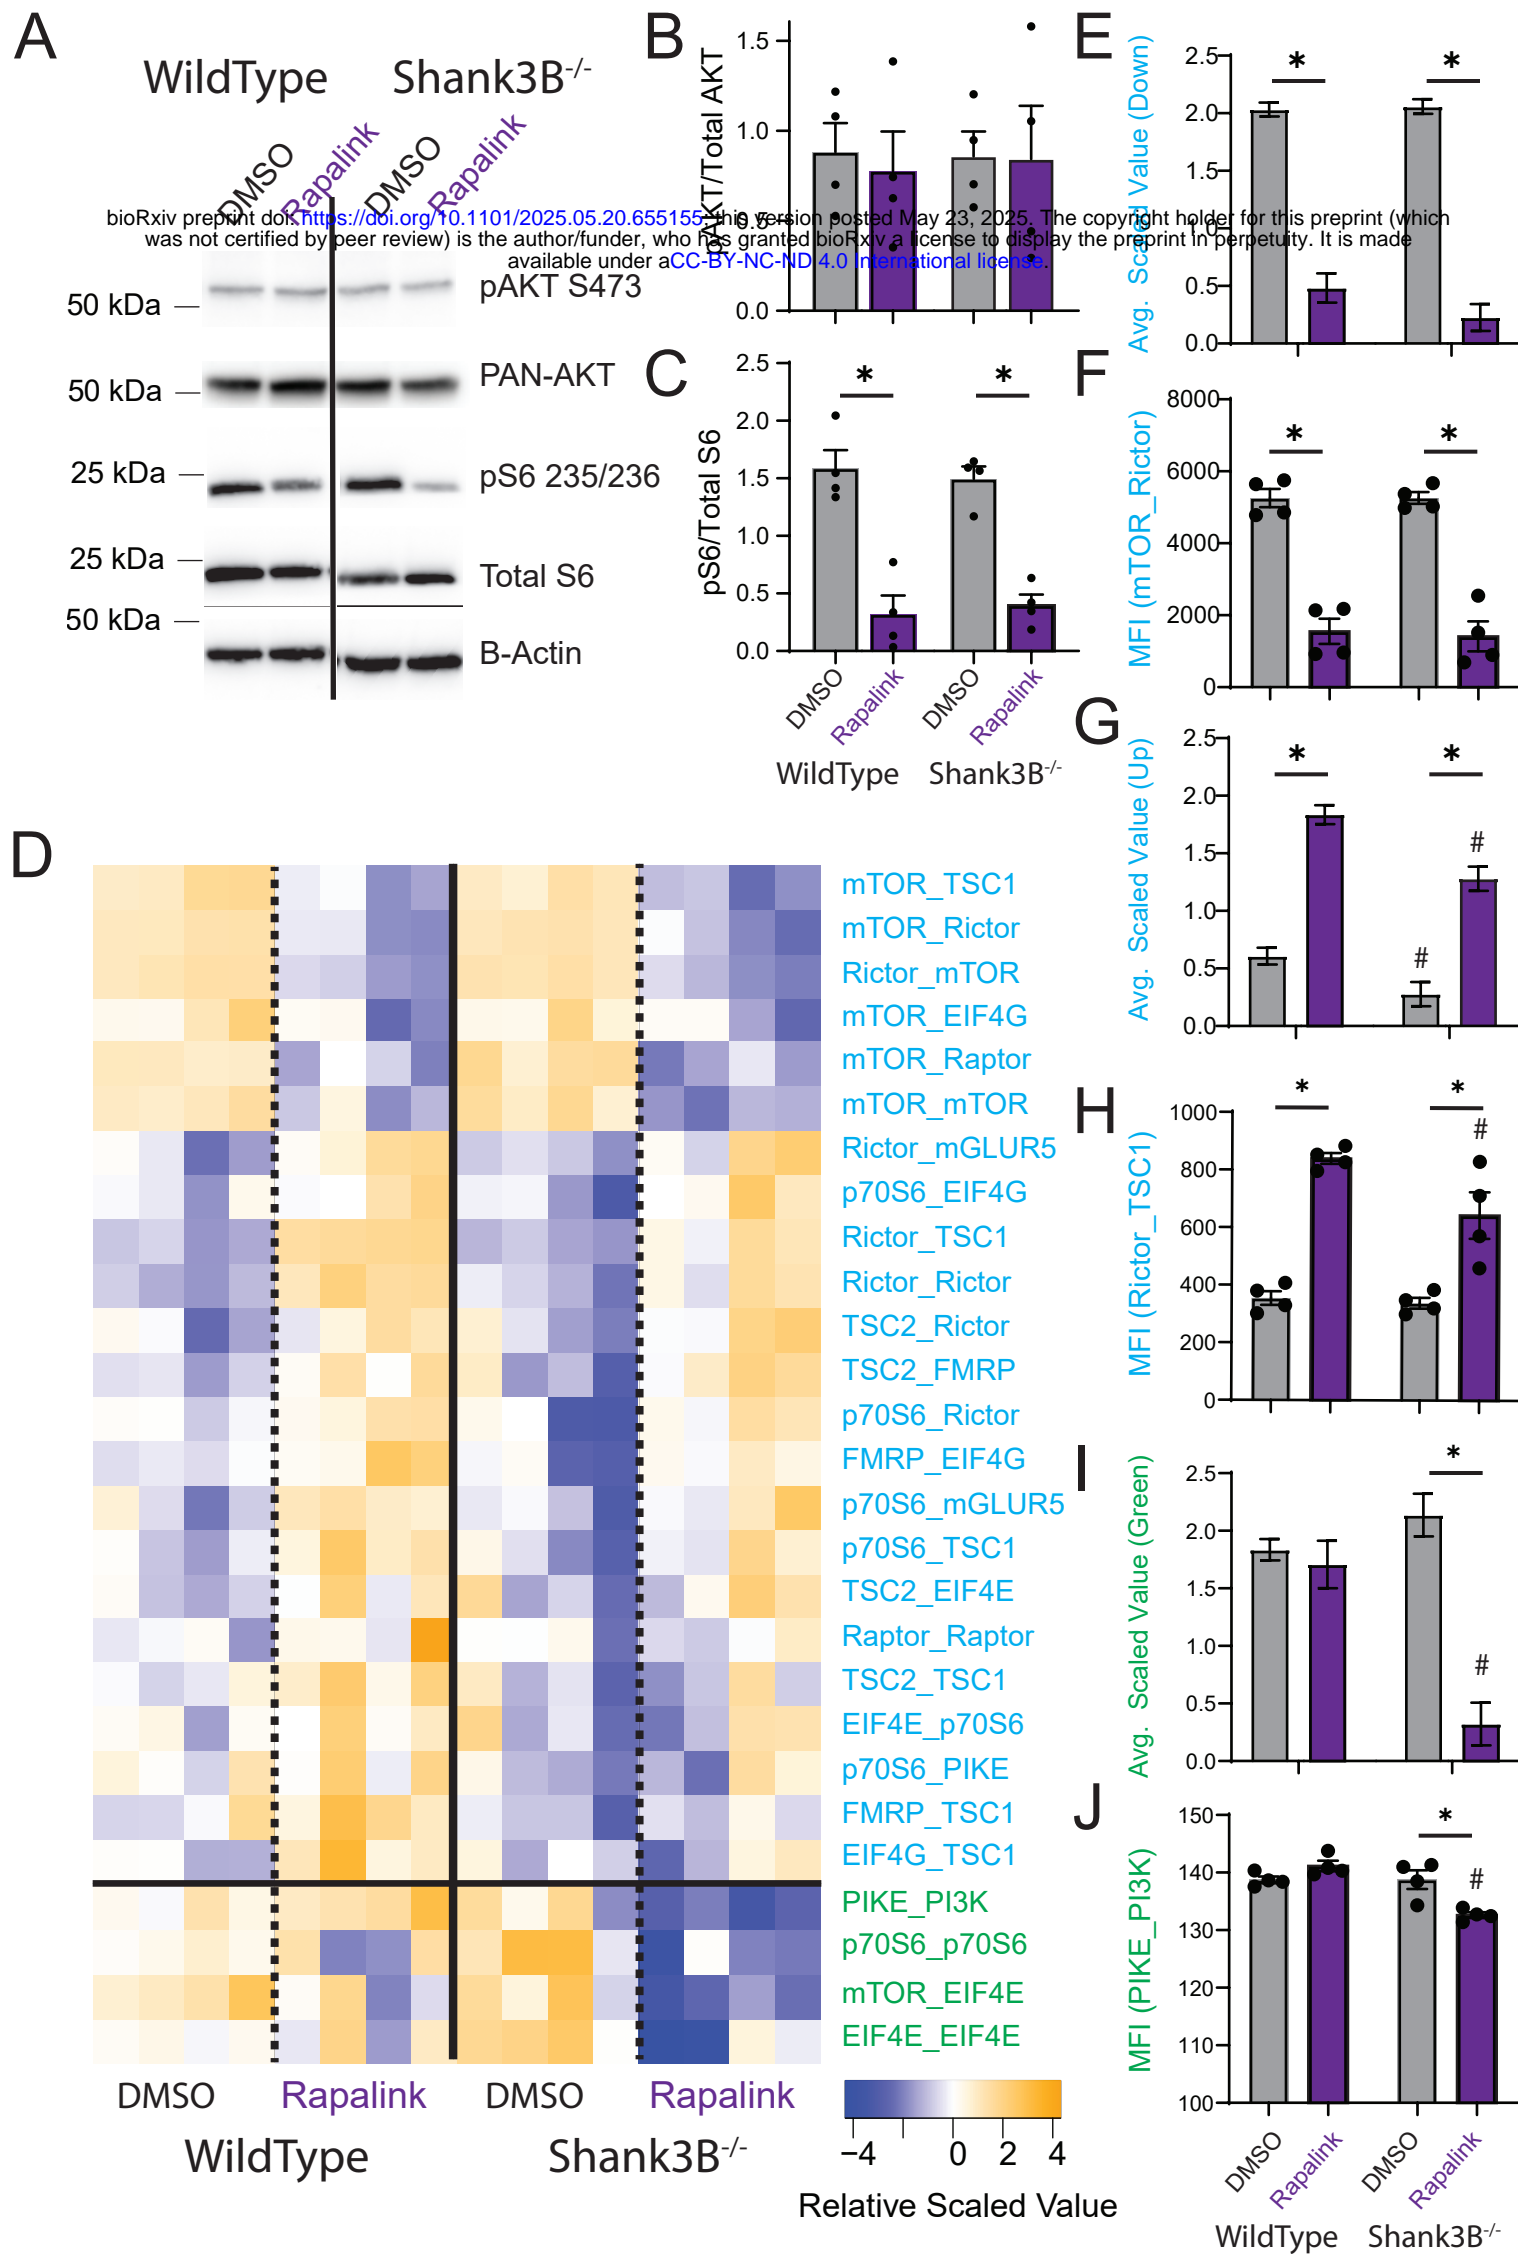 A
WildType
Shank3B-/-
DMSO
Rapalink
DMSO
Rapalink
bioRxiv preprint doi: https://doi.org/10.1101/2025.05.20.655155; this version posted May 23, 2025. The copyright holder for this preprint (which
was not certified by peer review) is the author/funder, who has granted bioRxiv a license to display the preprint in perpetuity. It is made
available under aCC-BY-NC-ND 4.0 International license.
50 kDa
pAKT S473
50 kDa
PAN-AKT
25 kDa
pS6 235/236
25 kDa
Total S6
50 kDa
B-Actin
B
pAKT/Total AKT
1.5
1.0
0.5
0.0
C
pS6/Total S6
2.5
2.0
1.5
1.0
0.5
0.0
*
*
DMSO
Rapalink
DMSO
Rapalink
WildType
Shank3B-/-
D
mTOR_TSC1
mTOR_Rictor
Rictor_mTOR
mTOR_EIF4G
mTOR_Raptor
mTOR_mTOR
Rictor_mGLUR5
p70S6_EIF4G
Rictor_TSC1
Rictor_Rictor
TSC2_Rictor
TSC2_FMRP
p70S6_Rictor
FMRP_EIF4G
p70S6_mGLUR5
p70S6_TSC1
TSC2_EIF4E
Raptor_Raptor
TSC2_TSC1
EIF4E_p70S6
p70S6_PIKE
FMRP_TSC1
EIF4G_TSC1
PIKE_PI3K
p70S6_p70S6
mTOR_EIF4E
EIF4E_EIF4E
DMSO
Rapalink
DMSO
Rapalink
WildType
Shank3B-/-
−4 0 2 4
Relative Scaled Value
E
Avg. Scaled Value (Down)
2.5
2.0
1.5
1.0
0.5
0.0
*
*
F
MFI (mTOR_Rictor)
8000
6000
4000
2000
0
*
*
G
Avg. Scaled Value (Up)
2.5
2.0
1.5
1.0
0.5
0.0
*
*
#
#
H
MFI (Rictor_TSC1)
1000
800
600
400
200
0
*
*
#
I
Avg. Scaled Value (Green)
2.5
2.0
1.5
1.0
0.5
0.0
*
#
J
MFI (PIKE_PI3K)
150
140
130
120
110
100
*
#
DMSO
Rapalink
DMSO
Rapalink
WildType
Shank3B-/-